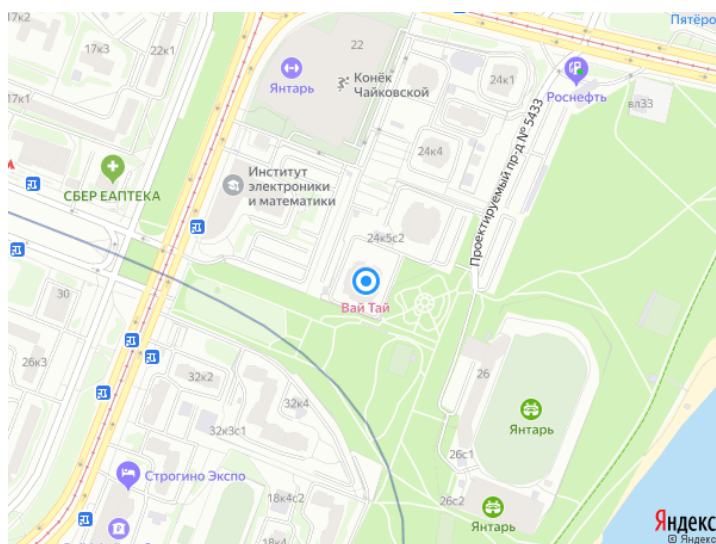 Пятёро
17к3
22к1
22
Янтарь
Конёк
Чайковской
24к1
Роснефть
вл33
17к1
24к4
Проектируемый пр-д № 5433
СБЕР ЕАПТЕКА
Институт
электроники
и математики
24к5с2
Вай Тай
30
26к3
32к2
26
32к4
32к3с1
Янтарь
26с1
Строгино Экспо
18к4с2
26с2
18к4
Янтарь
Яндекс
© Яндекс